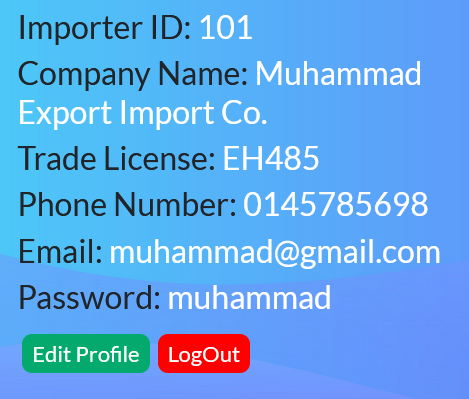 Importer ID: 101
Company Name: Muhammad
Export Import Co.
Trade License: EH485
Phone Number: 0145785698
Email: muhammad@gmail.com
Password: muhammad
Edit Profile LogOut